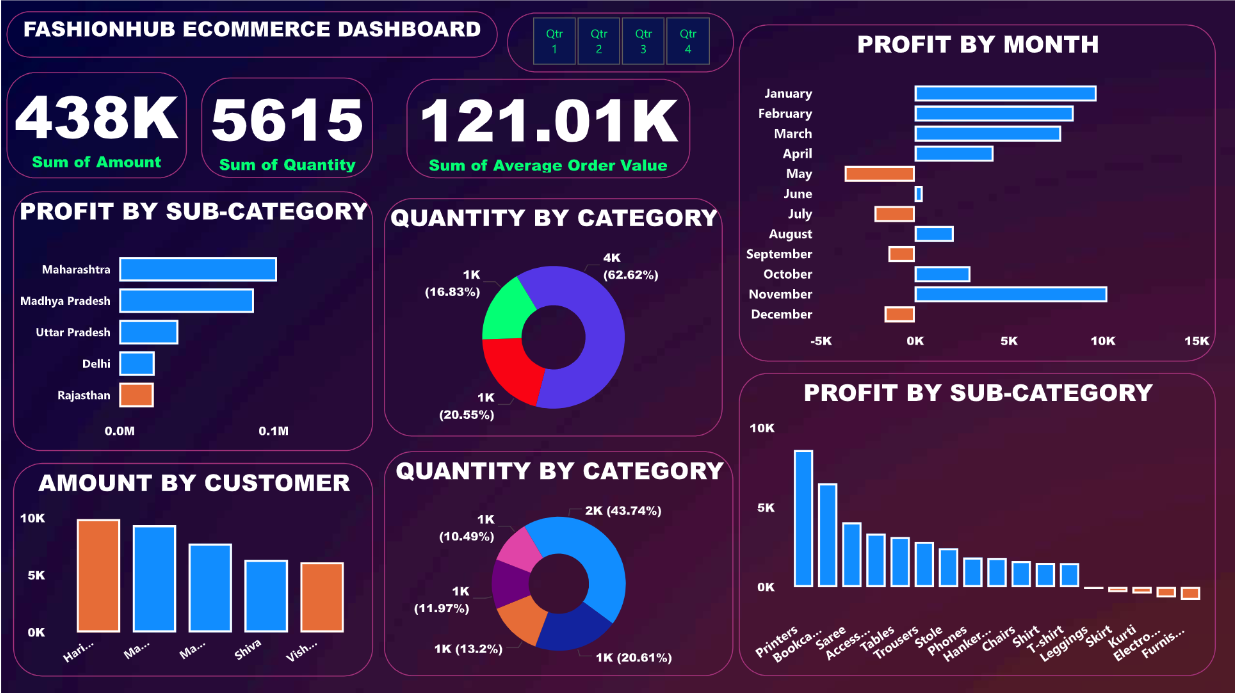 FASHIONHUB ECOMMERCE DASHBOARD
Qtr 1
Qtr 2
Qtr 3
Qtr 4
438K
Sum of Amount
5615
Sum of Quantity
121.01K
Sum of Average Order Value
PROFIT BY SUB-CATEGORY
Maharashtra
Madhya Pradesh
Uttar Pradesh
Delhi
Rajasthan
0.0M 0.1M
QUANTITY BY CATEGORY
4K
(62.62%)
1K
(16.83%)
1K
(20.55%)
PROFIT BY MONTH
January
February
March
April
May
June
July
August
September
October
November
December
-5K 0K 5K 10K 15K
AMOUNT BY CUSTOMER
10K
5K
0K
Hari... Ma... Ma... Shiva Vish...
QUANTITY BY CATEGORY
2K (43.74%)
1K
(10.49%)
1K
(11.97%)
1K (13.2%)
1K (20.61%)
PROFIT BY SUB-CATEGORY
10K
5K
0K
Printers Bookca... Saree Access... Tables Trousers Stole Phones Hanker... Chairs Shirt T-shirt Leggings Skirt Kurti Electro... Furnis...